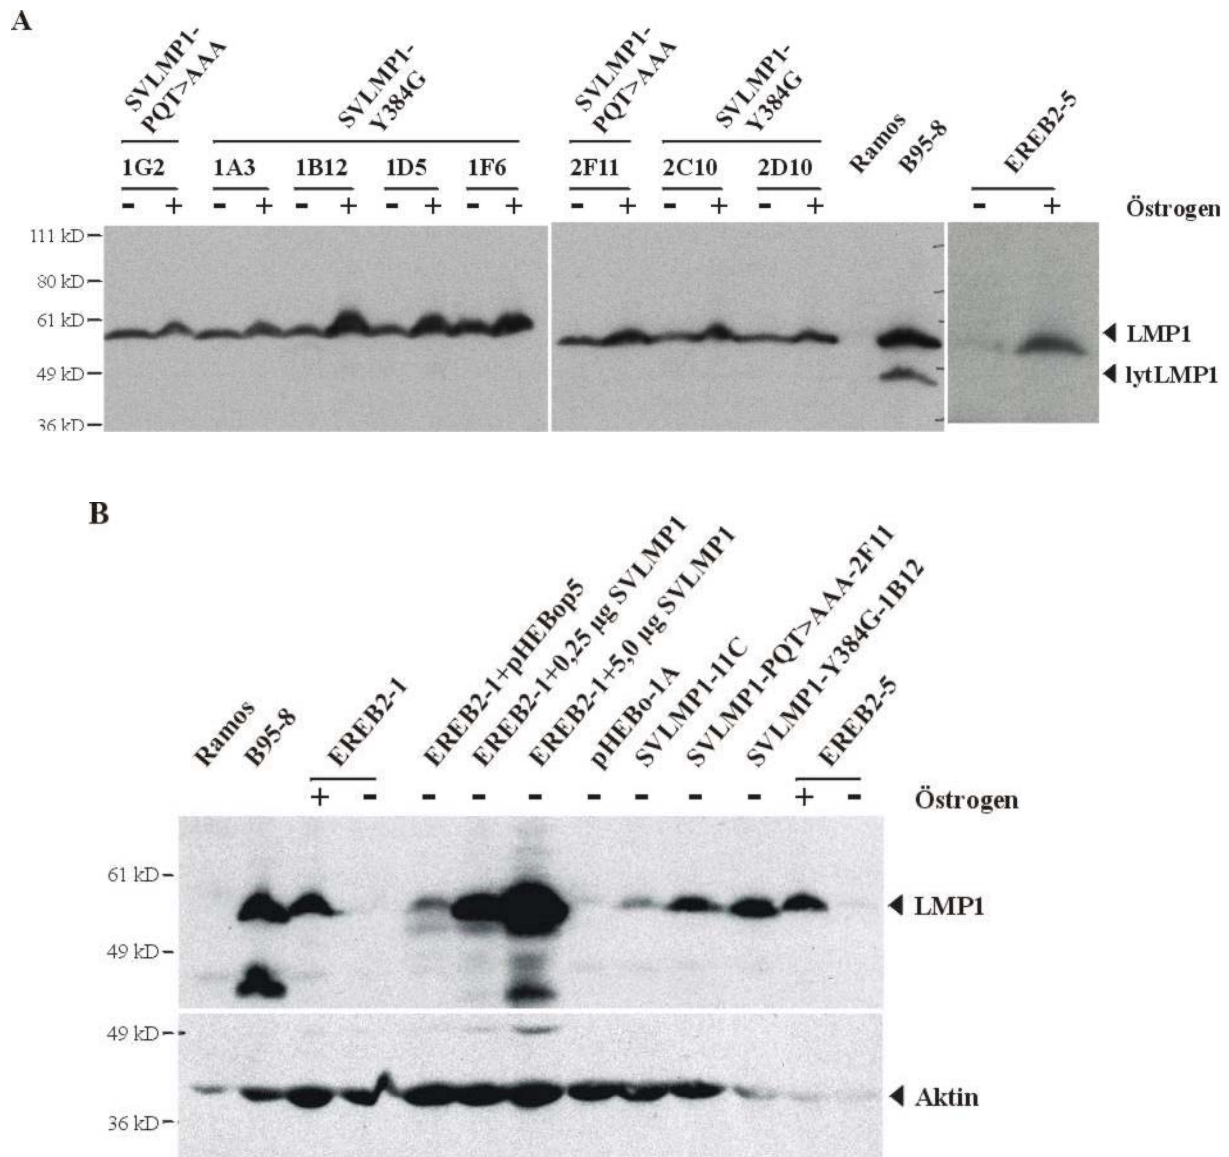 A
SVLMP1-
PQT>AAA
SVLMP1-
Y384G
SVLMP1-
PQT>AAA
SVLMP1-
Y384G
Ramos
B95-8
EREB2-5
1G2 1A3 1B12 1D5 1F6 2F11 2C10 2D10
- + - + - + - + - + - + - + - + - + Östrogen
111 kD
80 kD
61 kD
LMP1
49 kD
lytLMP1
36 kD
B
Ramos
B95-8
EREB2-1
EREB2-1+pHEBop5
EREB2-1+0,25 µg SVLMP1
EREB2-1+5,0 µg SVLMP1
pHEBo-1A
SVLMP1-11C
SVLMP1-PQT>AAA-2F11
SVLMP1-Y384G-1B12
EREB2-5
+ - - - - - - - - + - Östrogen
61 kD
LMP1
49 kD
49 kD
Aktin
36 kD